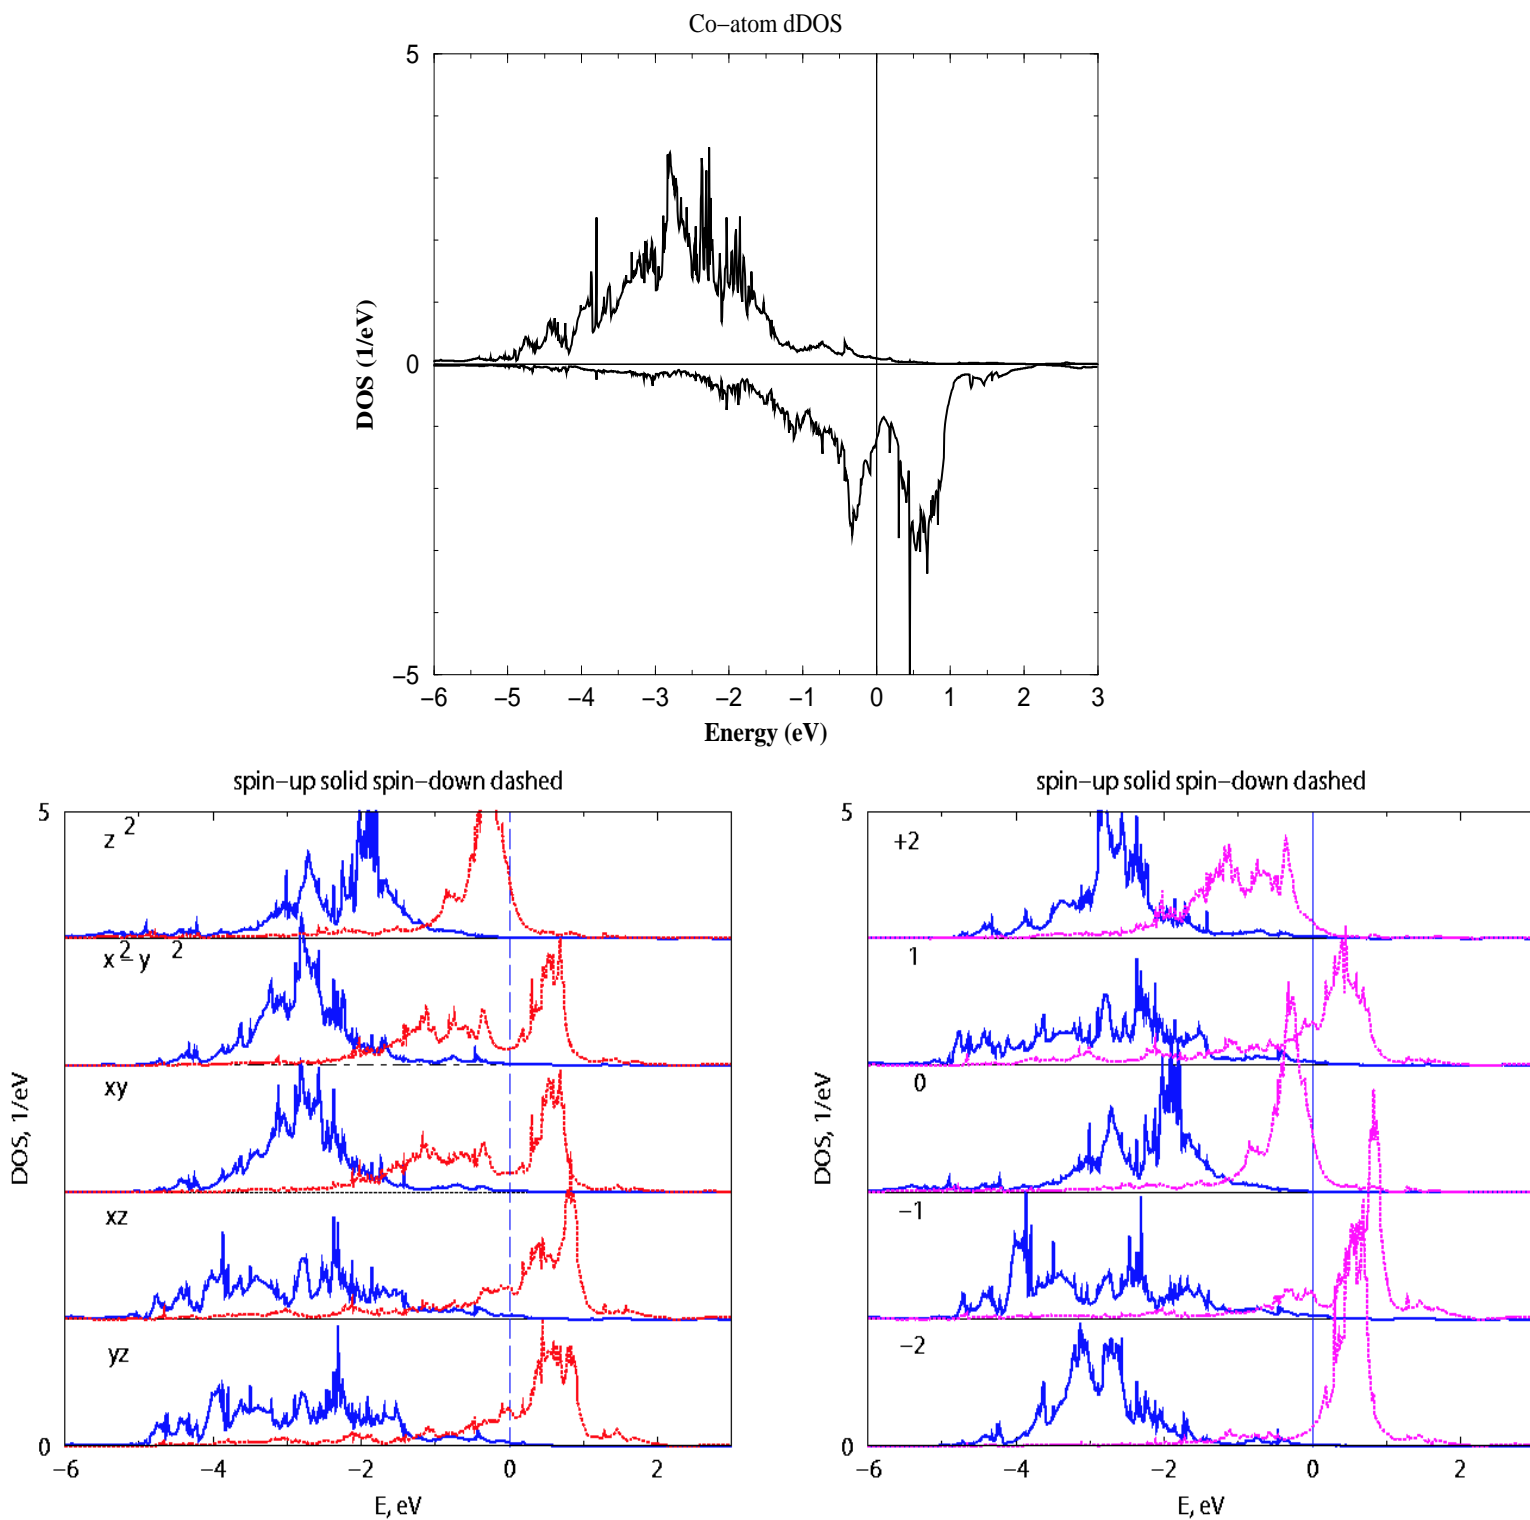 Co−atom dDOS
5
0
−5
DOS (1/eV)
−6 −5 −4 −3 −2 −1 0 1 2 3
Energy (eV)
spin−up solid spin−down dashed
5
z 2
x 2 − y 2
xy
xz
yz
0
DOS, 1/eV
−6 −4 −2 0 2
E, eV
spin−up solid spin−down dashed
5
+2
1
0
−1
−2
0
DOS, 1/eV
−6 −4 −2 0 2
E, eV